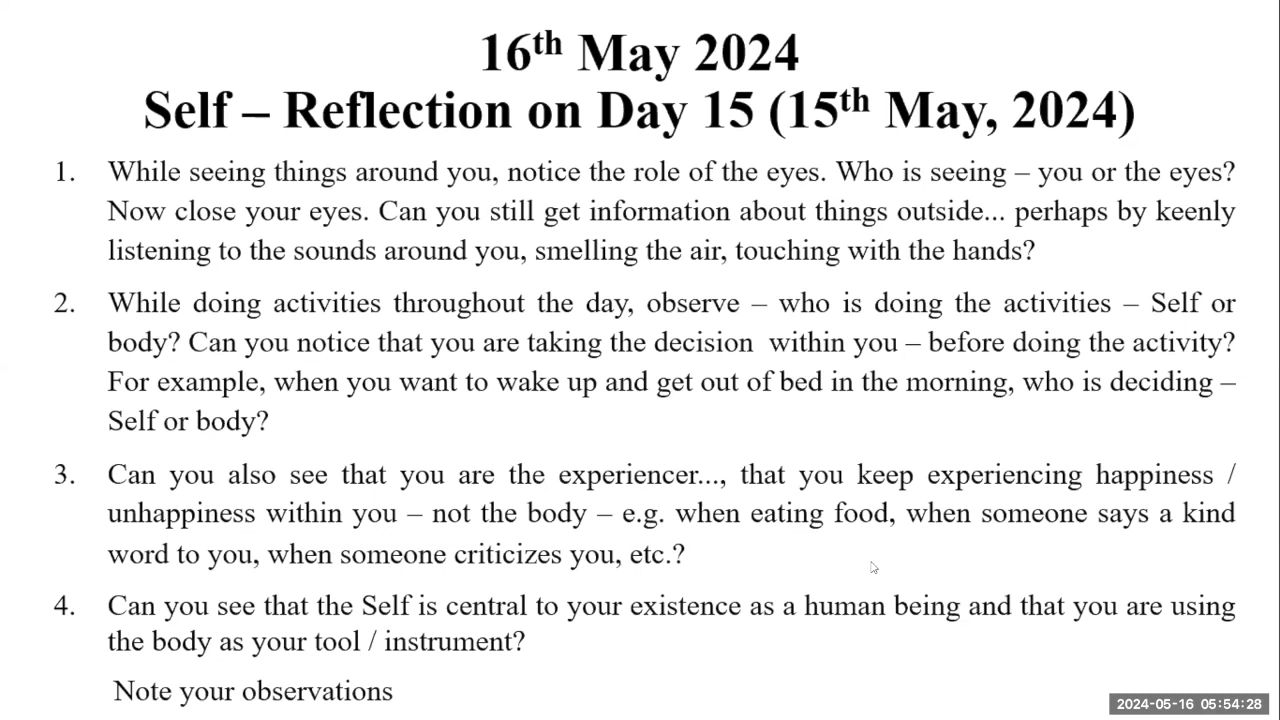 16th May 2024
Self – Reflection on Day 15 (15th May, 2024)
1. While seeing things around you, notice the role of the eyes. Who is seeing – you or the eyes?
Now close your eyes. Can you still get information about things outside... perhaps by keenly
listening to the sounds around you, smelling the air, touching with the hands?
2. While doing activities throughout the day, observe – who is doing the activities – Self or
body? Can you notice that you are taking the decision within you – before doing the activity?
For example, when you want to wake up and get out of bed in the morning, who is deciding –
Self or body?
3. Can you also see that you are the experiencer..., that you keep experiencing happiness /
unhappiness within you – not the body – e.g. when eating food, when someone says a kind
word to you, when someone criticizes you, etc.?
4. Can you see that the Self is central to your existence as a human being and that you are using
the body as your tool / instrument?
Note your observations
2024-05-16 05:54:28